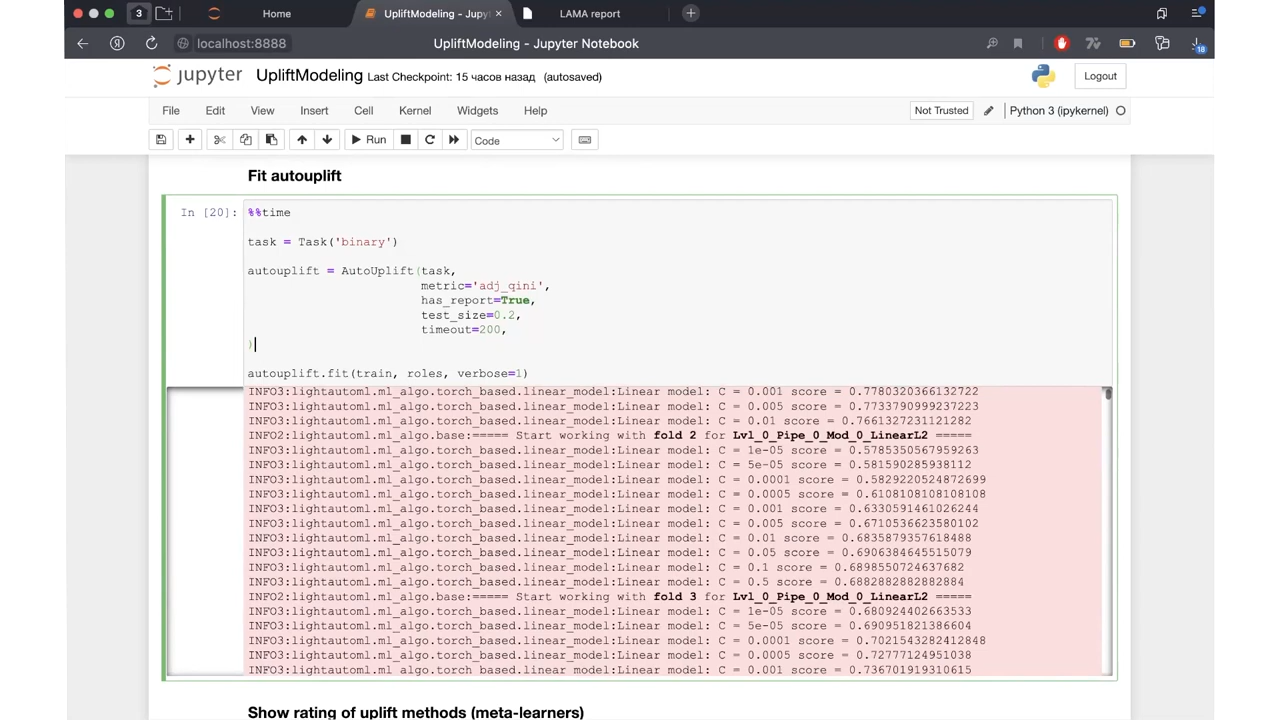 3
Home
UpliftModeling - Jupyt
LAMA report
localhost:8888
UpliftModeling - Jupyter Notebook
18
jupyter UpliftModeling Last Checkpoint: 15 часов назад (autosaved)
Logout
File Edit View Insert Cell Kernel Widgets Help
Not Trusted
Python 3 (ipykernel)
Run
Code
Fit autouplift
In [20]: %%time
task = Task('binary')
autouplift = AutoUplift(task,
metric='adj_qini',
has_report=True,
test_size=0.2,
timeout=200,
)
autouplift.fit(train, roles, verbose=1)
INFO3:lightautoml.ml_algo.torch_based.linear_model:Linear model: C = 0.001 score = 0.7780320366132722
INFO3:lightautoml.ml_algo.torch_based.linear_model:Linear model: C = 0.005 score = 0.7733790999237223
INFO3:lightautoml.ml_algo.torch_based.linear_model:Linear model: C = 0.01 score = 0.7661327231121282
INFO2:lightautoml.ml_algo.base:===== Start working with fold 2 for Lvl_0_Pipe_0_Mod_0_LinearL2 =====
INFO3:lightautoml.ml_algo.torch_based.linear_model:Linear model: C = 1e-05 score = 0.5785350567959263
INFO3:lightautoml.ml_algo.torch_based.linear_model:Linear model: C = 5e-05 score = 0.581590285938112
INFO3:lightautoml.ml_algo.torch_based.linear_model:Linear model: C = 0.0001 score = 0.5829220524872699
INFO3:lightautoml.ml_algo.torch_based.linear_model:Linear model: C = 0.0005 score = 0.6108108108108108
INFO3:lightautoml.ml_algo.torch_based.linear_model:Linear model: C = 0.001 score = 0.6330591461026244
INFO3:lightautoml.ml_algo.torch_based.linear_model:Linear model: C = 0.005 score = 0.6710536623580102
INFO3:lightautoml.ml_algo.torch_based.linear_model:Linear model: C = 0.01 score = 0.6835879357618488
INFO3:lightautoml.ml_algo.torch_based.linear_model:Linear model: C = 0.05 score = 0.6906384645515079
INFO3:lightautoml.ml_algo.torch_based.linear_model:Linear model: C = 0.1 score = 0.6898550724637682
INFO3:lightautoml.ml_algo.torch_based.linear_model:Linear model: C = 0.5 score = 0.6882882882882884
INFO2:lightautoml.ml_algo.base:===== Start working with fold 3 for Lvl_0_Pipe_0_Mod_0_LinearL2 =====
INFO3:lightautoml.ml_algo.torch_based.linear_model:Linear model: C = 1e-05 score = 0.680924402663533
INFO3:lightautoml.ml_algo.torch_based.linear_model:Linear model: C = 5e-05 score = 0.690951821386604
INFO3:lightautoml.ml_algo.torch_based.linear_model:Linear model: C = 0.0001 score = 0.7021543282412848
INFO3:lightautoml.ml_algo.torch_based.linear_model:Linear model: C = 0.0005 score = 0.72777124951038
INFO3:lightautoml.ml_algo.torch_based.linear_model:Linear model: C = 0.001 score = 0.736701919310615
Show rating of uplift methods (meta-learners)